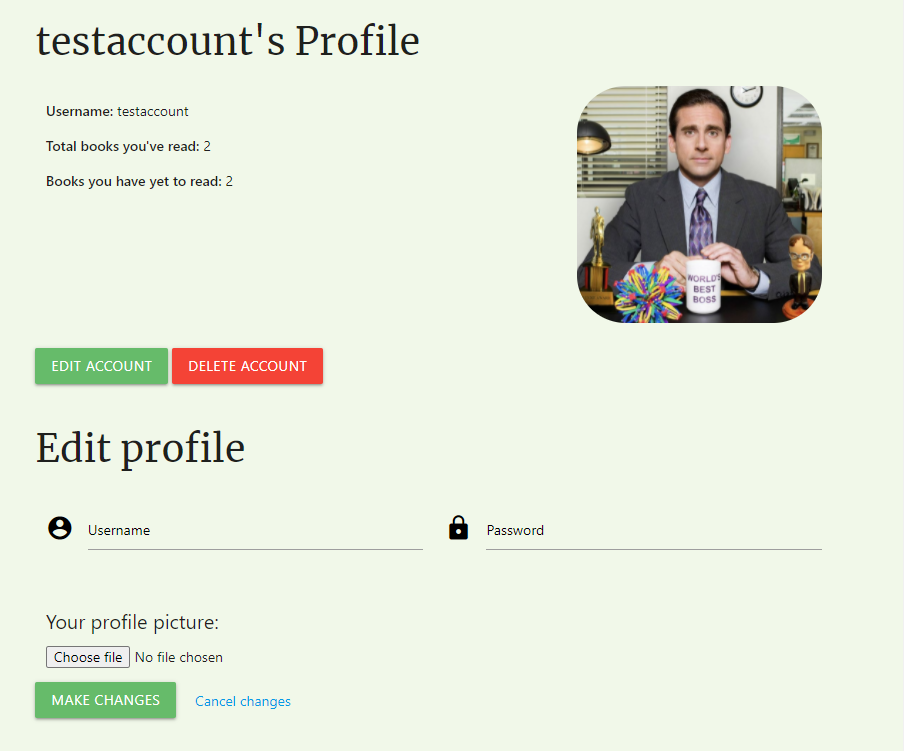 testaccount's Profile
Username: testaccount
Total books you've read: 2
Books you have yet to read: 2
WORLD'S
BEST
BOSS
EDIT ACCOUNT DELETE ACCOUNT
Edit profile
Username Password
Your profile picture:
Choose file No file chosen
MAKE CHANGES Cancel changes